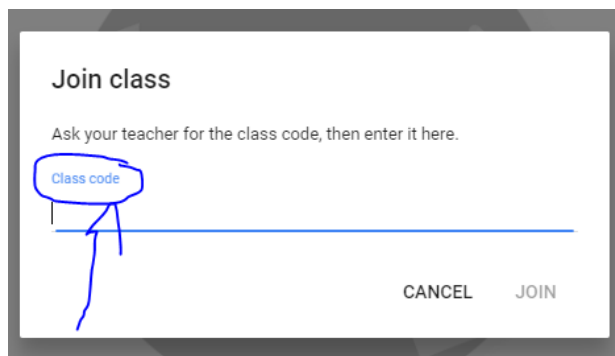 Join class
Ask your teacher for the class code, then enter it here.
Class code
CANCEL JOIN